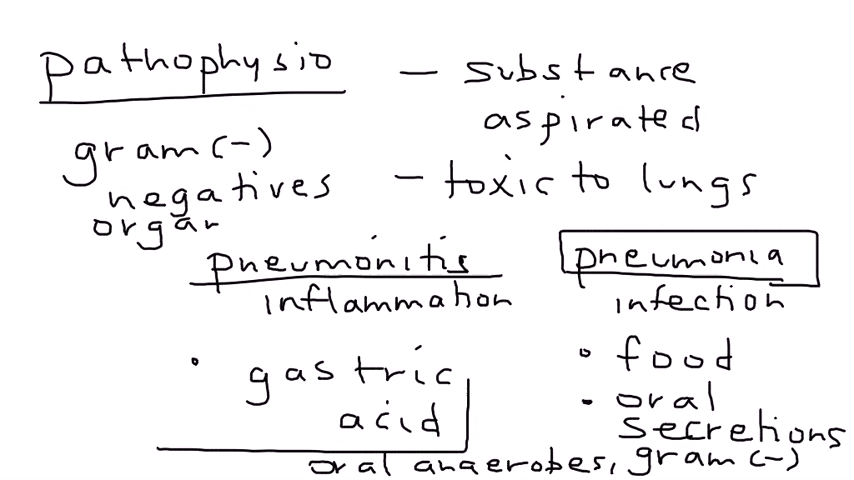 pathophysio
— substance
aspirated
gram (-)
negatives
organ
— toxic to lungs
pneumonitis
inflammation
• gastric
acid
pneumonia
infection
• food
• oral
secretions
oral anaerobes, gram (-)